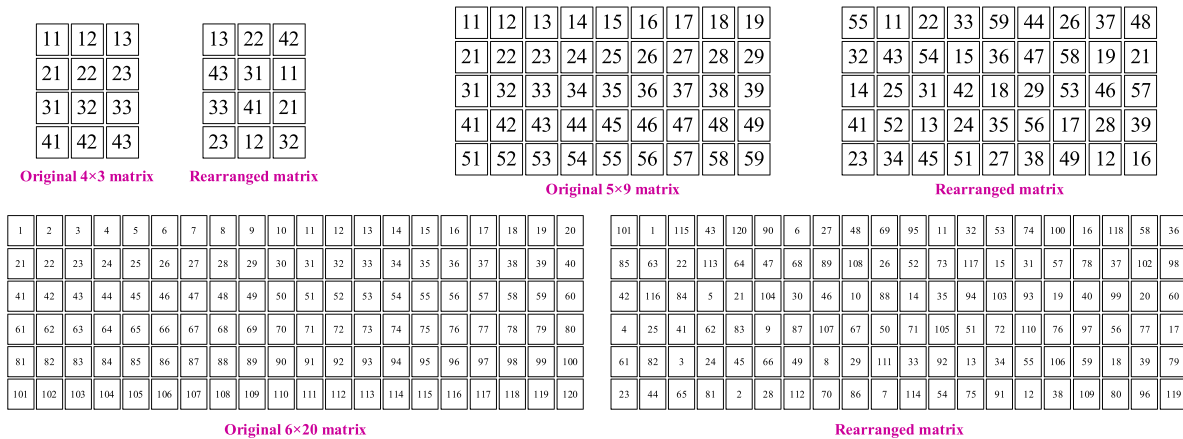 11 12 13
21 22 23
31 32 33
41 42 43
Original 4×3 matrix
13 22 42
43 31 11
33 41 21
23 12 32
Rearranged matrix
11 12 13 14 15 16 17 18 19
21 22 23 24 25 26 27 28 29
31 32 33 34 35 36 37 38 39
41 42 43 44 45 46 47 48 49
51 52 53 54 55 56 57 58 59
Original 5×9 matrix
55 11 22 33 59 44 26 37 48
32 43 54 15 36 47 58 19 21
14 25 31 42 18 29 53 46 57
41 52 13 24 35 56 17 28 39
23 34 45 51 27 38 49 12 16
Rearranged matrix
1 2 3 4 5 6 7 8 9 10 11 12 13 14 15 16 17 18 19 20
21 22 23 24 25 26 27 28 29 30 31 32 33 34 35 36 37 38 39 40
41 42 43 44 45 46 47 48 49 50 51 52 53 54 55 56 57 58 59 60
61 62 63 64 65 66 67 68 69 70 71 72 73 74 75 76 77 78 79 80
81 82 83 84 85 86 87 88 89 90 91 92 93 94 95 96 97 98 99 100
101 102 103 104 105 106 107 108 109 110 111 112 113 114 115 116 117 118 119 120
Original 6×20 matrix
101 1 115 43 120 90 6 27 48 69 95 11 32 53 74 100 16 118 58 36
85 63 22 113 64 47 68 89 108 26 52 73 117 15 31 57 78 37 102 98
42 116 84 5 21 104 30 46 10 88 14 35 94 103 93 19 40 99 20 60
4 25 41 62 83 9 87 107 67 50 71 105 51 72 110 76 97 56 77 17
61 82 3 24 45 66 49 8 29 111 33 92 13 34 55 106 59 18 39 79
23 44 65 81 2 28 112 70 86 7 114 54 75 91 12 38 109 80 96 119
Rearranged matrix